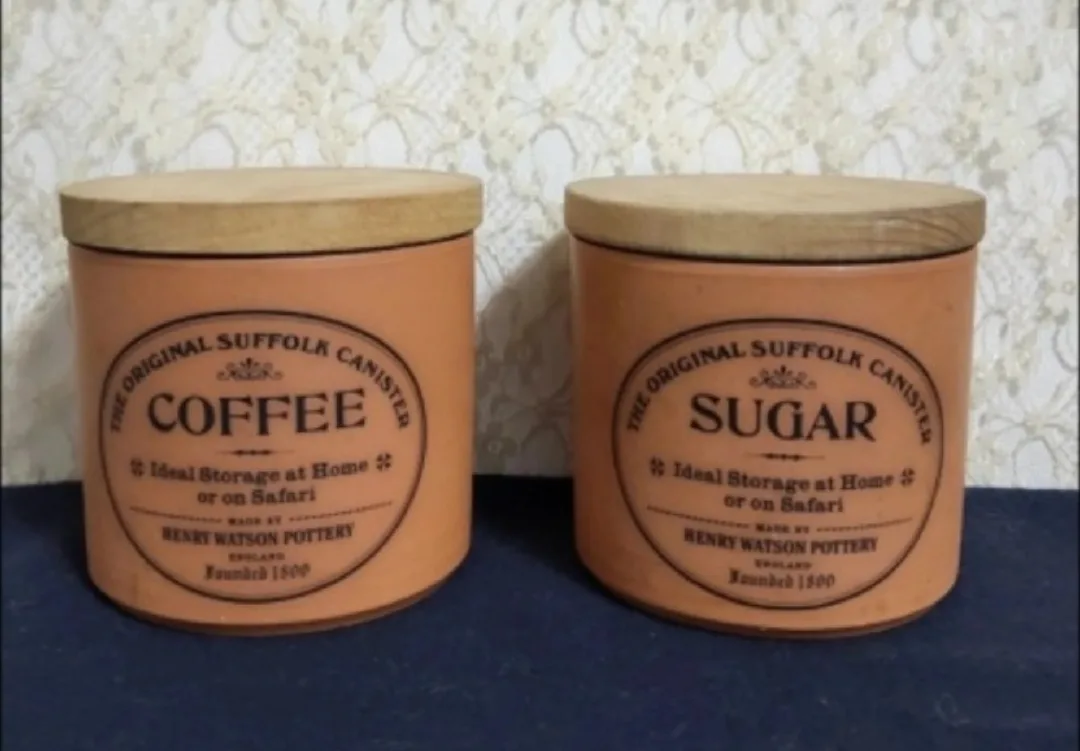 THE ORIGINAL SUFFOLK CANISTER
COFFEE
Ideal Storage at Home
or on Safari
MADE BY
HENRY WATSON POTTERY
ENGLAND
Founded 1800
THE ORIGINAL SUFFOLK CANISTER
SUGAR
Ideal Storage at Home
or on Safari
MADE BY
HENRY WATSON POTTERY
ENGLAND
Founded 1800